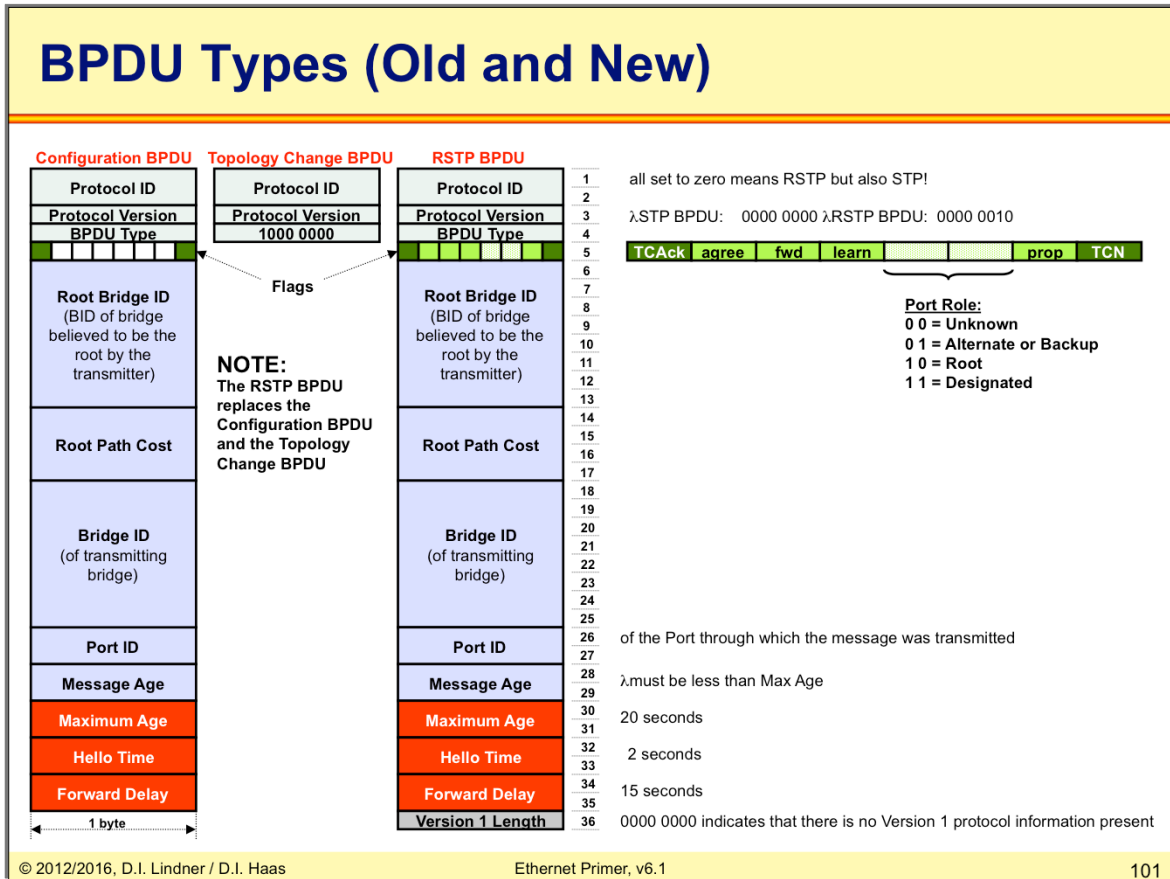 BPDU Types (Old and New)
Configuration BPDU
Protocol ID
Protocol Version
BPDU Type
Root Bridge ID
(BID of bridge
believed to be the
root by the
transmitter)
Root Path Cost
Bridge ID
(of transmitting
bridge)
Port ID
Message Age
Maximum Age
Hello Time
Forward Delay
1 byte
Topology Change BPDU
Protocol ID
Protocol Version
1000 0000
Flags
NOTE:
The RSTP BPDU
replaces the
Configuration BPDU
and the Topology
Change BPDU
RSTP BPDU
Protocol ID
Protocol Version
BPDU Type
Root Bridge ID
(BID of bridge
believed to be the
root by the
transmitter)
Root Path Cost
Bridge ID
(of transmitting
bridge)
Port ID
Message Age
Maximum Age
Hello Time
Forward Delay
Version 1 Length
1
2
3
4
5
6
7
8
9
10
11
12
13
14
15
16
17
18
19
20
21
22
23
24
25
26
27
28
29
30
31
32
33
34
35
36
all set to zero means RSTP but also STP!
λSTP BPDU: 0000 0000 λRSTP BPDU: 0000 0010
TCAck agree fwd learn prop TCN
Port Role:
0 0 = Unknown
0 1 = Alternate or Backup
1 0 = Root
1 1 = Designated
of the Port through which the message was transmitted
λmust be less than Max Age
20 seconds
2 seconds
15 seconds
0000 0000 indicates that there is no Version 1 protocol information present
© 2012/2016, D.I. Lindner / D.I. Haas
Ethernet Primer, v6.1
101